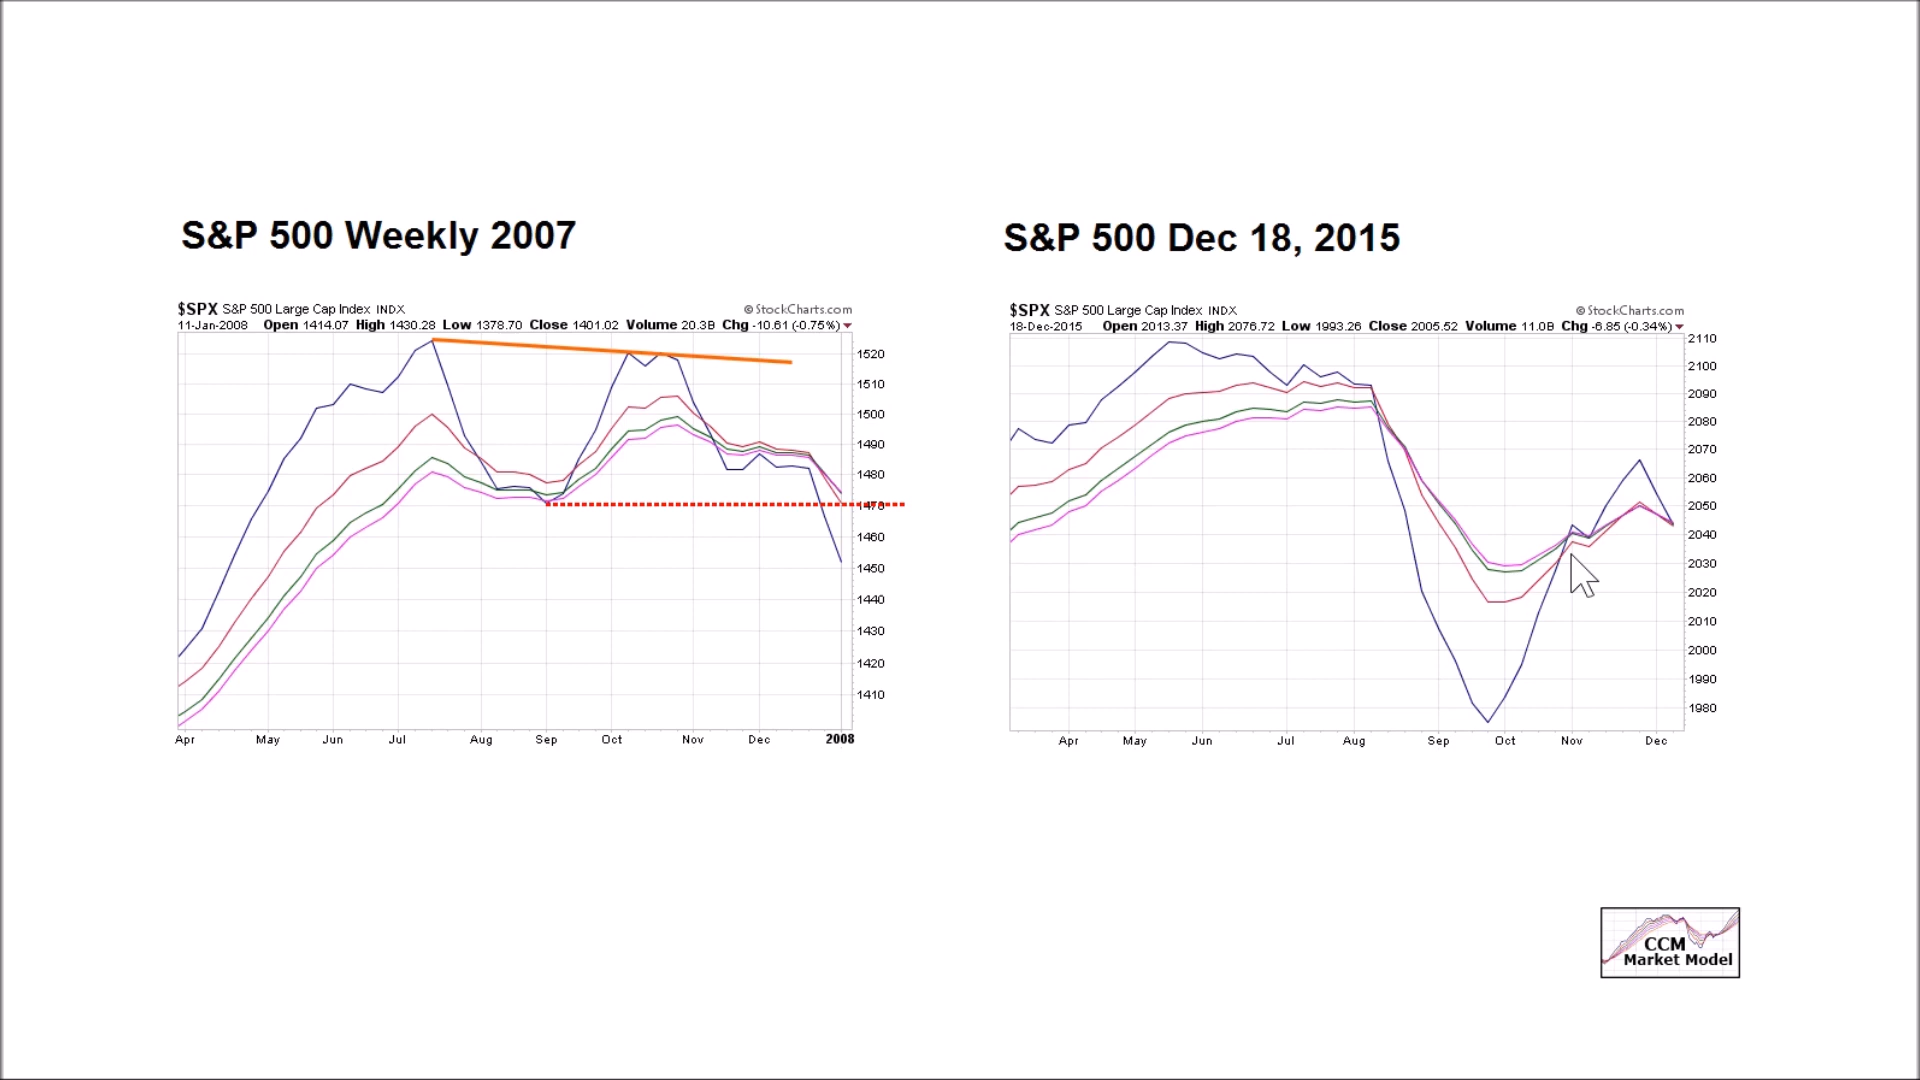 S&P 500 Weekly 2007
$SPX S&P 500 Large Cap Index INDX
© StockCharts.com
11-Jan-2008 Open 1414.07 High 1430.28 Low 1378.70 Close 1401.02 Volume 20.3B Chg -10.61 (-0.75%)
1520
1510
1500
1490
1480
1470
1460
1450
1440
1430
1420
1410
Apr May Jun Jul Aug Sep Oct Nov Dec 2008
S&P 500 Dec 18, 2015
$SPX S&P 500 Large Cap Index INDX
© StockCharts.com
18-Dec-2015 Open 2013.37 High 2076.72 Low 1993.26 Close 2005.52 Volume 11.0B Chg -6.85 (-0.34%)
2110
2100
2090
2080
2070
2060
2050
2040
2030
2020
2010
2000
1990
1980
Apr May Jun Jul Aug Sep Oct Nov Dec
CCM
Market Model